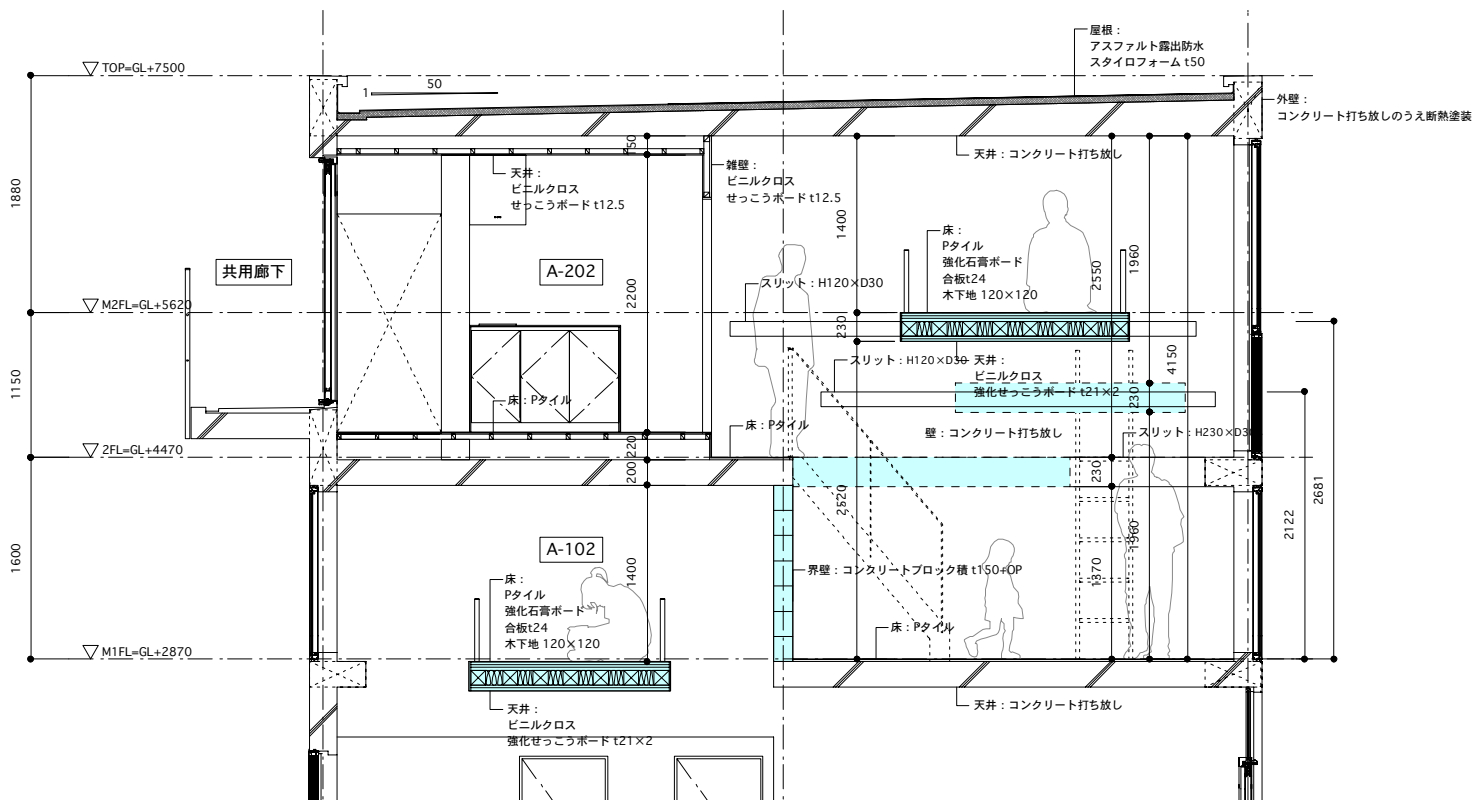 屋根：
アスファルト露出防水
スタイロフォーム t50
TOP=GL+7500
1
50
外壁：
コンクリート打ち放しのうえ断熱塗装
150
天井：コンクリート打ち放し
天井：
ビニルクロス
せっこうボード t12.5
雑壁：
ビニルクロス
せっこうボード t12.5
1880
1400
床：
Pタイル
強化石膏ボード
合板t24
木下地 120×120
2550
1960
共用廊下
A-202
スリット：H120×D30
2200
M2FL=GL+5620
230
スリット：H120×D30
天井：
ビニルクロス
強化せっこうボード t21×2
4150
1150
230
床：Pタイル
床：Pタイル
壁：コンクリート打ち放し
スリット：H230×D30
2FL=GL+4470
220
200
230
2520
2681
2122
1600
A-102
1960
1400
界壁：コンクリートブロック積 t150+OP
1370
床：
Pタイル
強化石膏ボード
合板t24
木下地 120×120
床：Pタイル
M1FL=GL+2870
天井：
ビニルクロス
強化せっこうボード t21×2
天井：コンクリート打ち放し